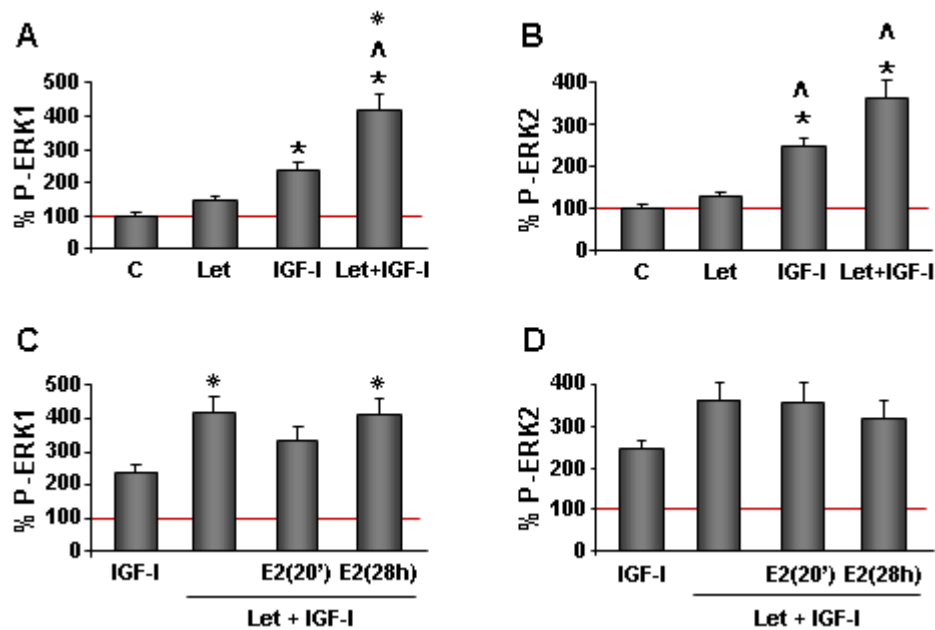 A
% P-ERK1
500
400
300
200
100
0
*
^
*
*
C Let IGF-I Let+IGF-I
B
% P-ERK2
400
300
200
100
0
^
^
*
*
C Let IGF-I Let+IGF-I
C
% P-ERK1
500
400
300
200
100
0
* *
IGF-I E2(20') E2(28h)
Let + IGF-I
D
% P-ERK2
400
300
200
100
0
IGF-I E2(20') E2(28h)
Let + IGF-I